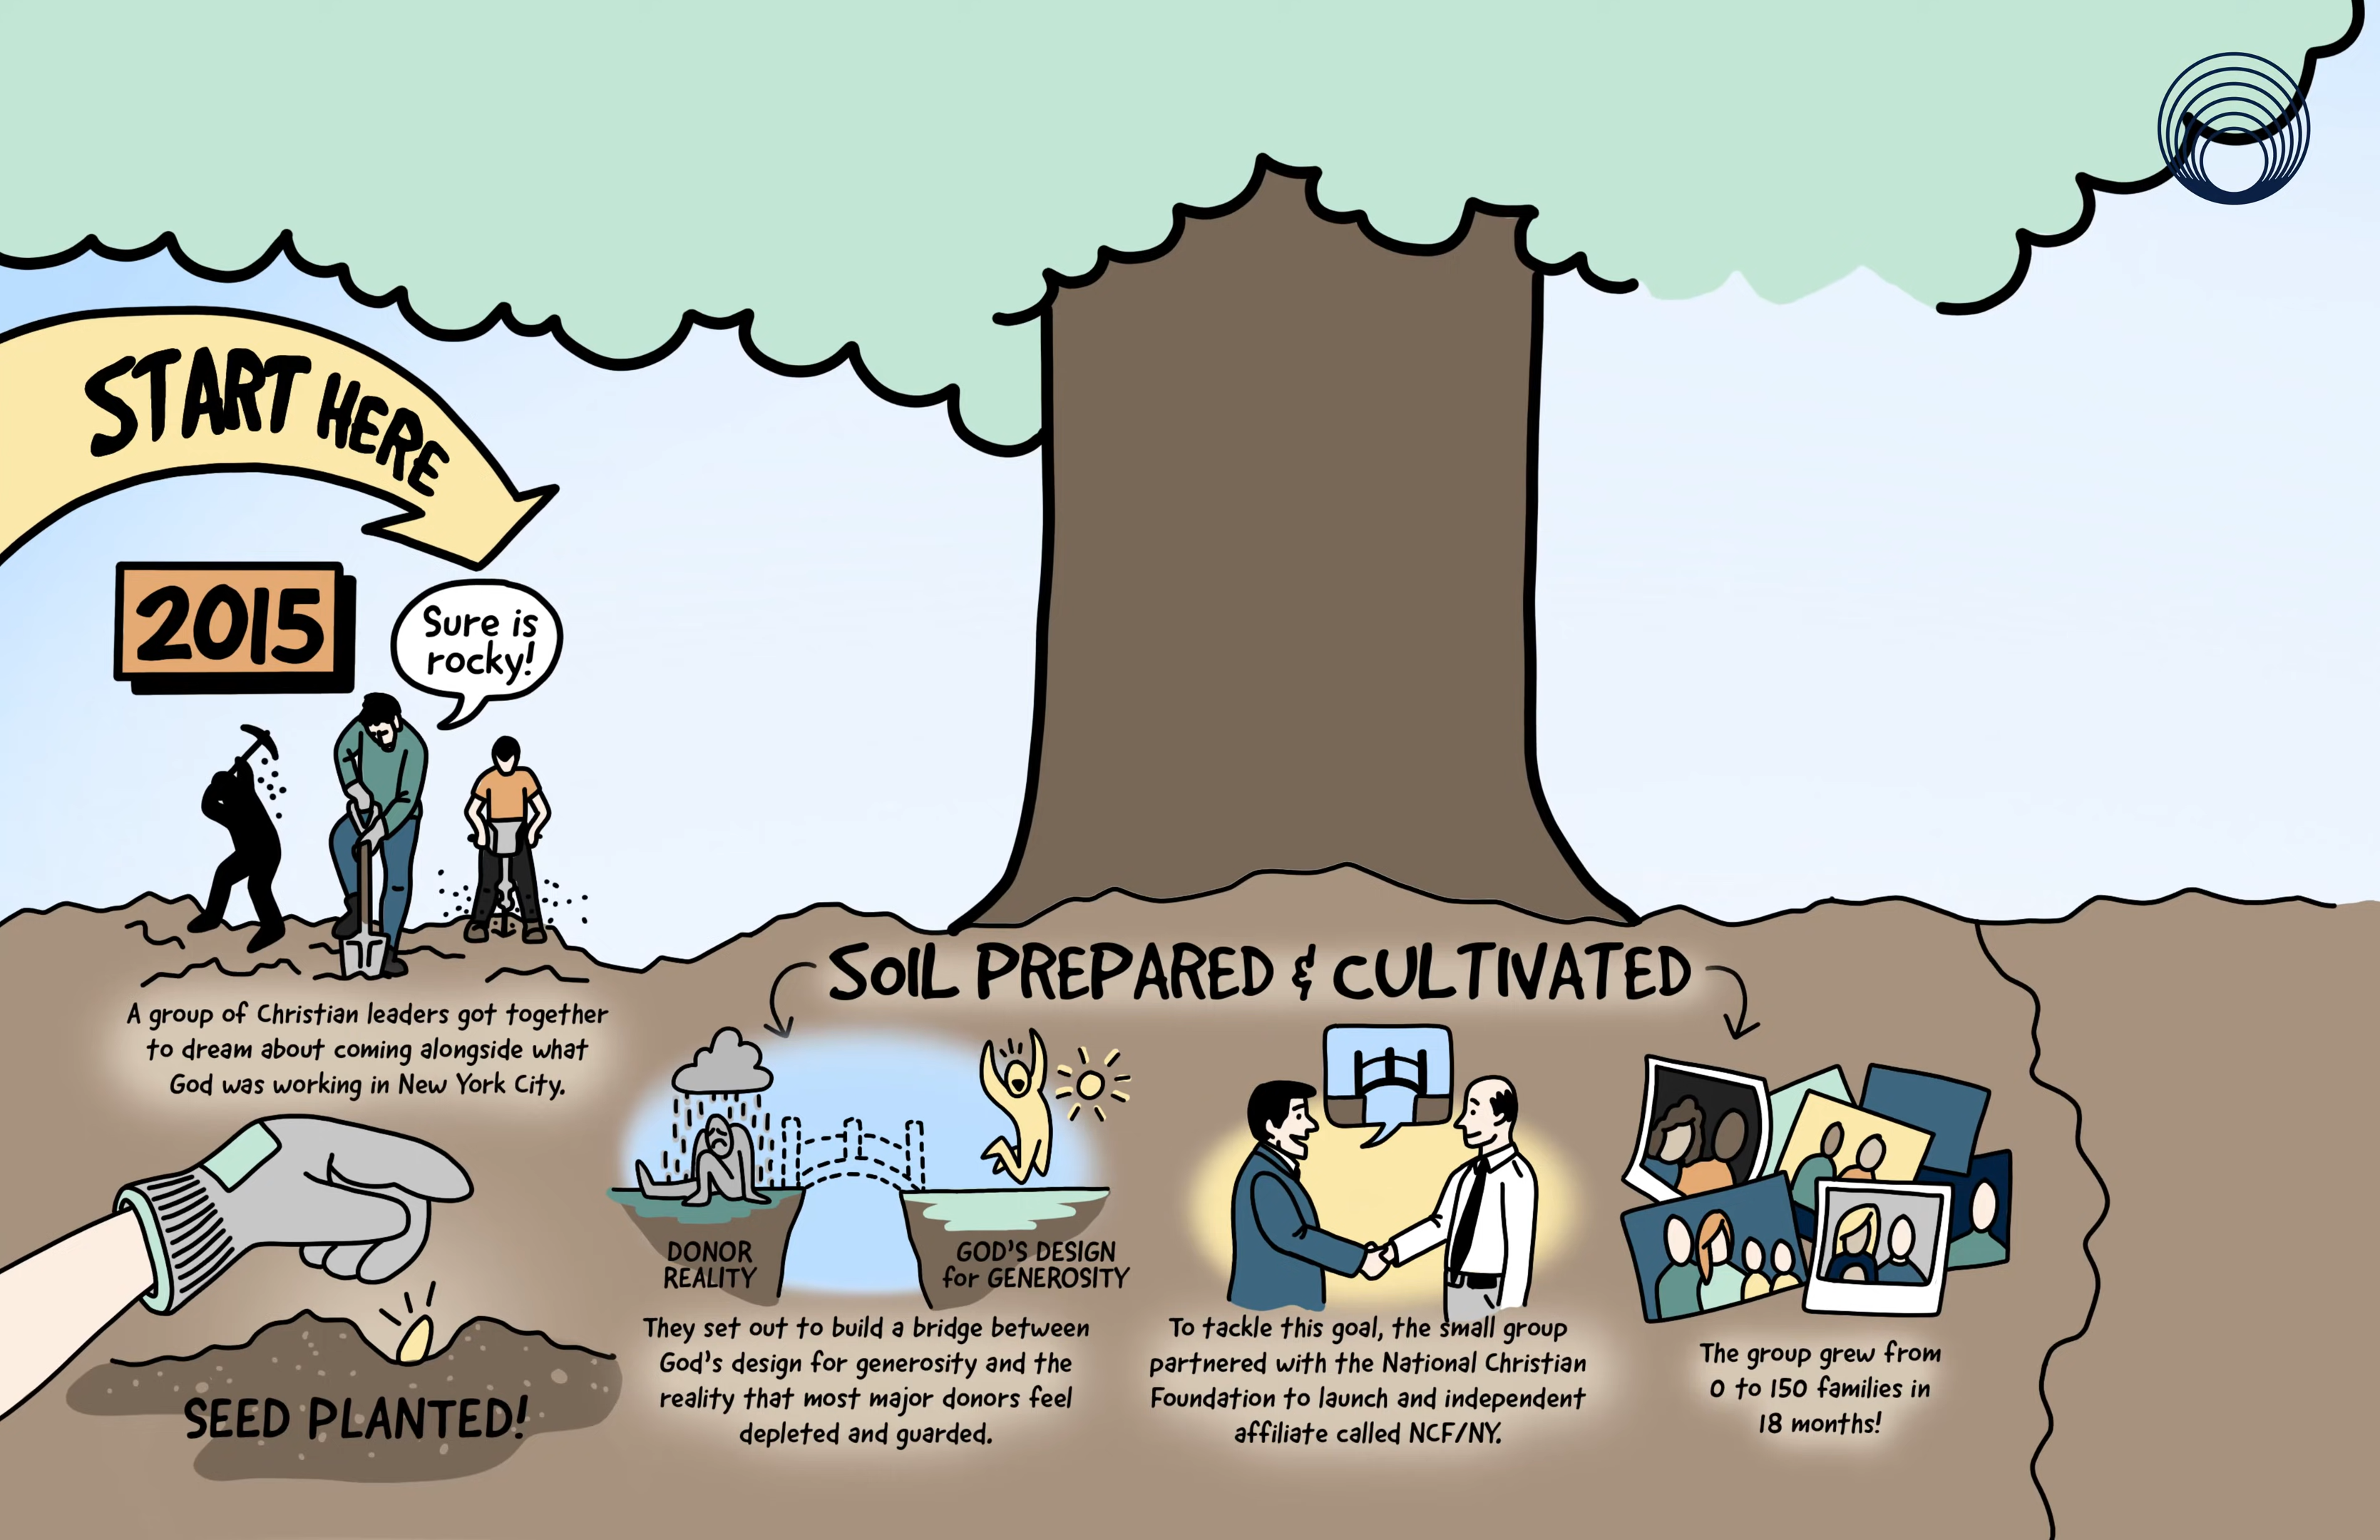 START HERE
2015
Sure is
rocky!
A group of Christian leaders got together
to dream about coming alongside what
God was working in New York City.
SEED PLANTED!
SOIL PREPARED & CULTIVATED
DONOR
REALITY
GOD'S DESIGN
for GENEROSITY
They set out to build a bridge between
God's design for generosity and the
reality that most major donors feel
depleted and guarded.
To tackle this goal, the small group
partnered with the National Christian
Foundation to launch and independent
affiliate called NCF/NY.
The group grew from
0 to 150 families in
18 months!